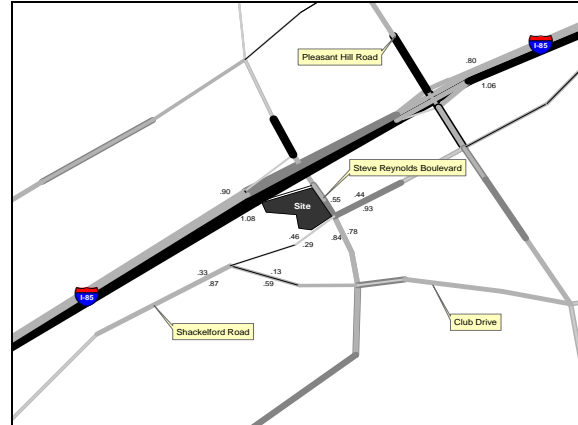 I-85
Pleasant Hill Road
.80
1.06
Steve Reynolds Boulevard
.90
.55
.44
Site
.93
1.08
.78
.46
.84
.29
.33
.13
.87
.59
I-85
Shackelford Road
Club Drive